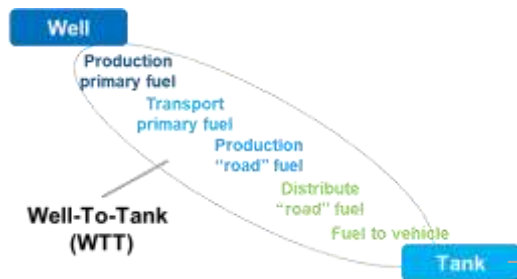 Well
Production
primary fuel
Transport
primary fuel
Production
“road” fuel
Distribute
“road” fuel
Fuel to vehicle
Well-To-Tank
(WTT)
Tank